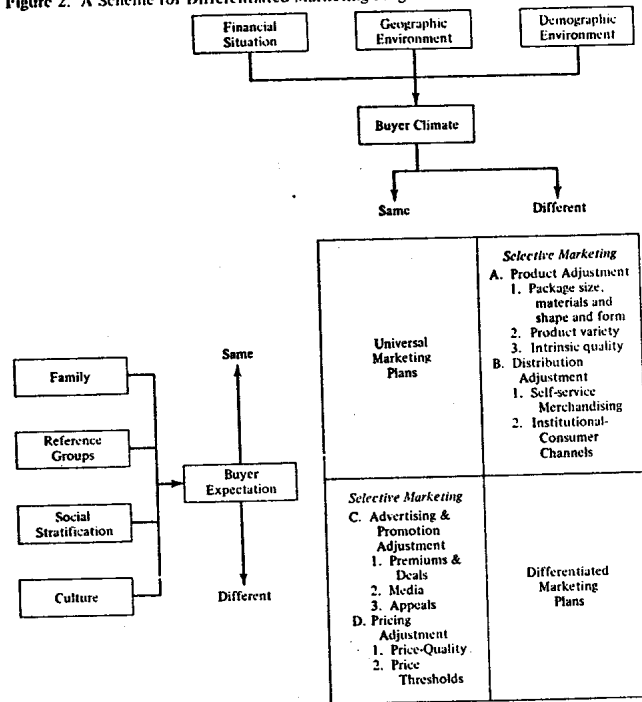 Figure 2. A Scheme for Differentiated Marketing
Financial
Situation
Geographic
Environment
Demographic
Environment
Buyer Climate
Same
Different
Universal
Marketing
Plans
Selective Marketing
A. Product Adjustment
1. Package size,
materials and
shape and form
2. Product variety
3. Intrinsic quality
B. Distribution
Adjustment
1. Self-service
Merchandising
2. Institutional-
Consumer
Channels
Same
Family
Reference
Groups
Social
Stratification
Culture
Buyer
Expectation
Different
Selective Marketing
C. Advertising &
Promotion
Adjustment
1. Premiums &
Deals
2. Media
3. Appeals
D. Pricing
Adjustment
1. Price-Quality
2. Price
Thresholds
Differentiated
Marketing
Plans